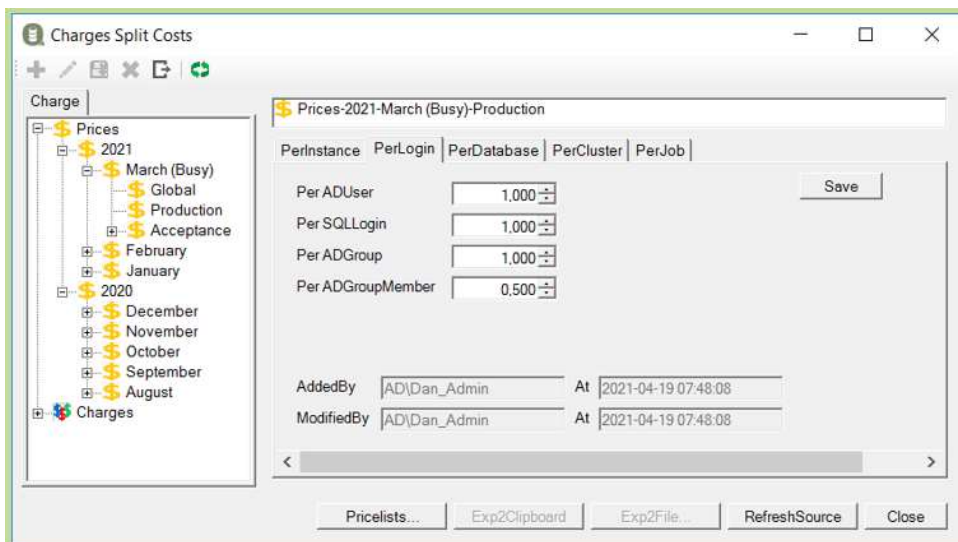 Charges Split Costs
Charge
Prices
2021
March (Busy)
Global
Production
Acceptance
February
January
2020
December
November
October
September
August
Charges
Prices-2021-March (Busy)-Production
PerInstance PerLogin PerDatabase PerCluster PerJob
Per ADUser 1,000 Save
Per SQLLogin 1,000
Per ADGroup 1,000
Per ADGroupMember 0,500
AddedBy AD\Dan_Admin At 2021-04-19 07:48:08
ModifiedBy AD\Dan_Admin At 2021-04-19 07:48:08
Pricelists... Exp2Clipboard Exp2File... RefreshSource Close